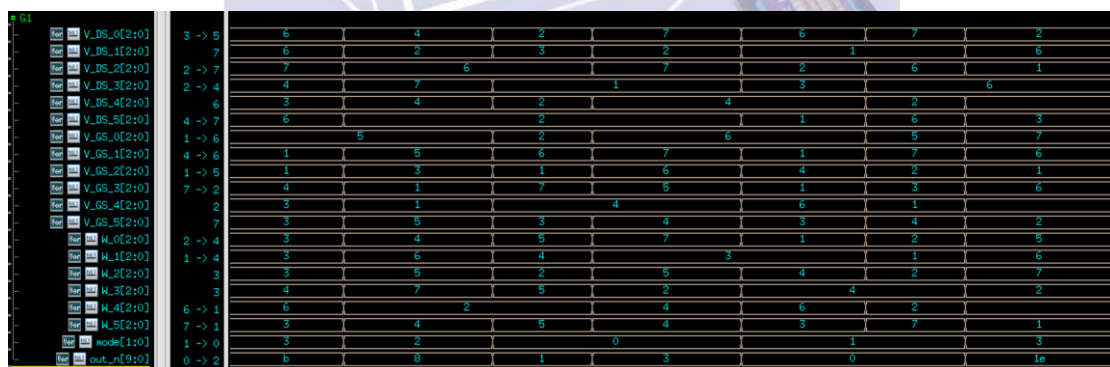 G1
V_DS_0[2:0] 3 -> 5 6 4 2 7 6 7 2
V_DS_1[2:0] 7 6 2 3 2 1 6
V_DS_2[2:0] 2 -> 7 7 6 7 2 6 1
V_DS_3[2:0] 2 -> 4 4 7 1 3 6
V_DS_4[2:0] 6 3 4 2 4 2
V_DS_5[2:0] 4 -> 7 6 2 1 6 3
V_GS_0[2:0] 1 -> 6 5 2 6 5 7
V_GS_1[2:0] 4 -> 6 1 5 6 7 1 7 6
V_GS_2[2:0] 1 -> 5 1 3 1 6 4 2 1
V_GS_3[2:0] 7 -> 2 4 1 7 5 1 3 6
V_GS_4[2:0] 2 3 1 4 6 1
V_GS_5[2:0] 7 3 5 3 4 3 4 2
W_0[2:0] 2 -> 4 3 4 5 7 1 2 5
W_1[2:0] 1 -> 4 3 6 4 3 1 6
W_2[2:0] 3 3 5 2 5 4 2 7
W_3[2:0] 3 4 7 5 2 4 2
W_4[2:0] 6 -> 1 6 2 4 6 2
W_5[2:0] 7 -> 1 3 4 5 4 3 7 1
mode[1:0] 1 -> 0 3 2 0 1 3
out_n[9:0] 0 -> 2 b 8 1 3 0 1e